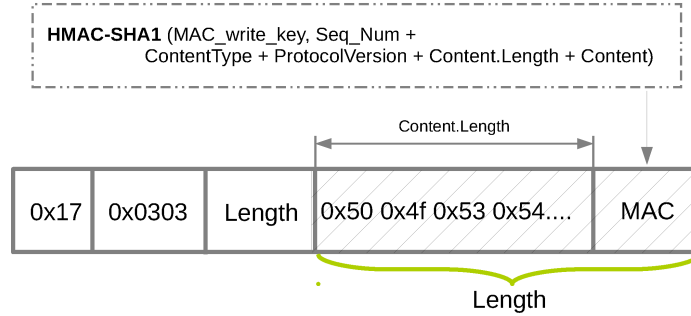 HMAC-SHA1 (MAC_write_key, Seq_Num +
ContentType + ProtocolVersion + Content.Length + Content)
Content.Length
0x17 0x0303 Length 0x50 0x4f 0x53 0x54.... MAC
Length